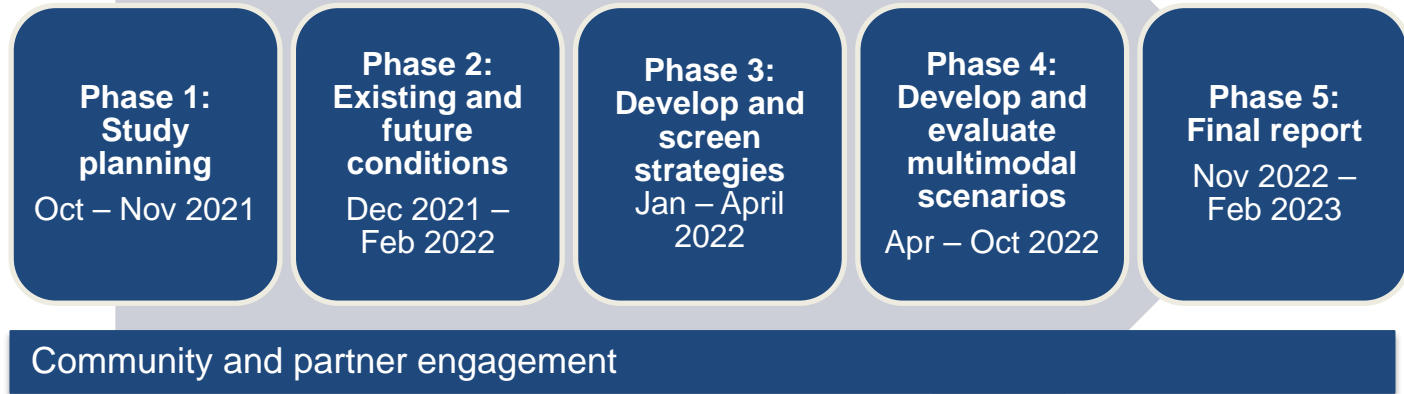 Phase 1:
Study
planning
Oct – Nov 2021
Phase 2:
Existing and
future
conditions
Dec 2021 –
Feb 2022
Phase 3:
Develop and
screen
strategies
Jan – April
2022
Phase 4:
Develop and
evaluate
multimodal
scenarios
Apr – Oct 2022
Phase 5:
Final report
Nov 2022 –
Feb 2023
Community and partner engagement